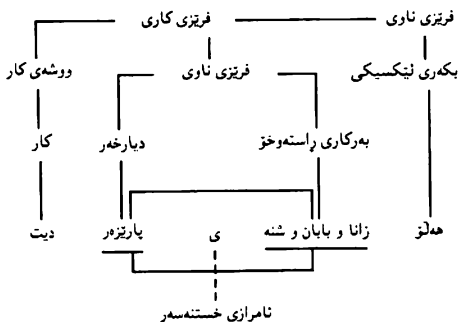 فرێزی ناوی فرێزی کاری
بکەری ئێکسیکی فرێزی ناوی ووشەی کار
بەرکاری ڕاستەوخۆ دیارخەر کار
هەڵۆ زانا و بابان و شنە ی پارێزەر دیت
ئامرازی خستنەسەر